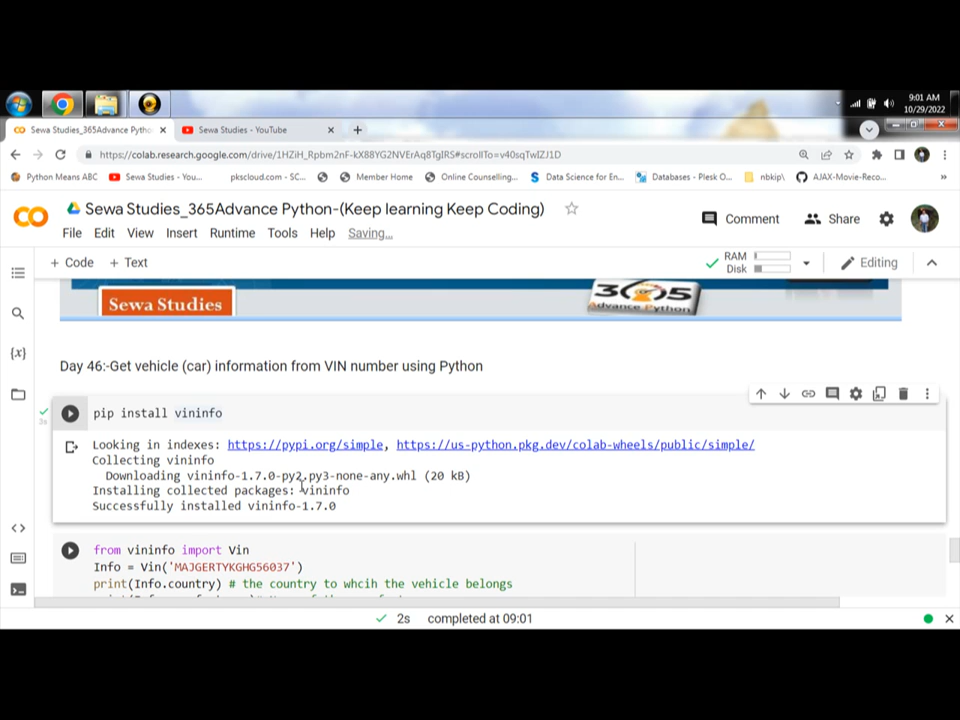 9:01 AM
10/29/2022
Sewa Studies_365Advance Pytho
Sewa Studies - YouTube
https://colab.research.google.com/drive/1HZiH_Rpbm2nF-kX88YG2NVErAq8TgIRS#scrollTo=v40sqTwIZJ1D
Python Means ABC
Sewa Studies - You...
pkscloud.com - SC...
Member Home
Online Counselling...
Data Science for En...
Databases - Plesk O...
nbkip\
AJAX-Movie-Reco...
»
Sewa Studies_365Advance Python-(Keep learning Keep Coding)
Comment
Share
File Edit View Insert Runtime Tools Help Saving...
+ Code + Text
RAM
Disk
Editing
Sewa Studies
365
Advance Python
{x}
Day 46:-Get vehicle (car) information from VIN number using Python
3s
pip install vininfo
Looking in indexes: https://pypi.org/simple, https://us-python.pkg.dev/colab-wheels/public/simple/
Collecting vininfo
Downloading vininfo-1.7.0-py2.py3-none-any.whl (20 kB)
Installing collected packages: vininfo
Successfully installed vininfo-1.7.0
from vininfo import Vin
Info = Vin('MAJGERTYKGHG56037')
print(Info.country) # the country to whcih the vehicle belongs
2s completed at 09:01